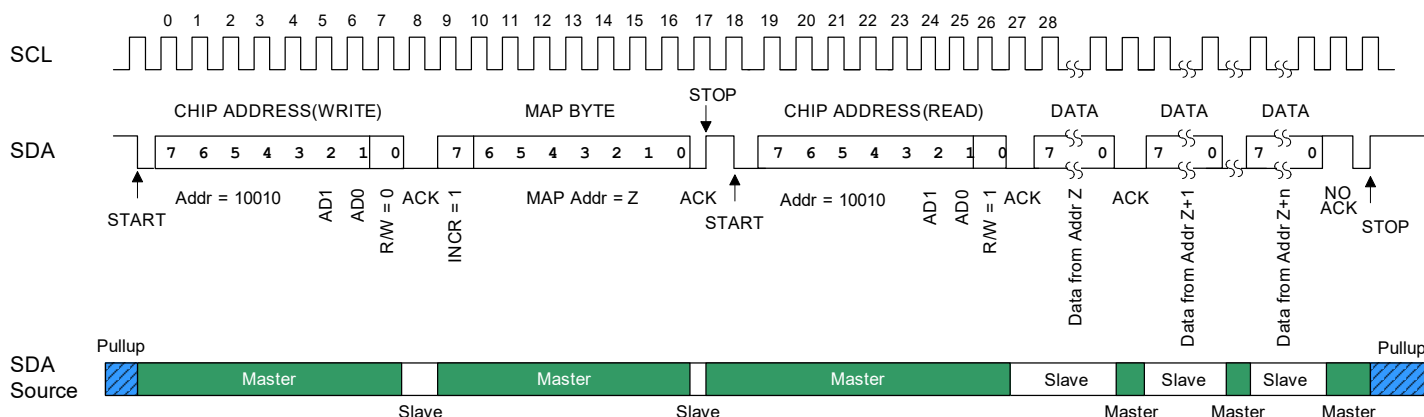 0 1 2 3 4 5 6 7 8 9 10 11 12 13 14 15 16 17 18 19 20 21 22 23 24 25 26 27 28
SCL
STOP
CHIP ADDRESS(WRITE) MAP BYTE CHIP ADDRESS(READ) DATA DATA DATA
SDA
7 6 5 4 3 2 1 0 7 6 5 4 3 2 1 0 7 6 5 4 3 2 1 0 7 0 7 0 7 0
START
Addr = 10010
AD1
AD0
R/W = 0
ACK
INCR = 1
MAP Addr = Z
ACK
START
Addr = 10010
AD1
AD0
R/W = 1
ACK
Data from Addr Z
ACK
Data from Addr Z+1
Data from Addr Z+n
NO
ACK
STOP
SDA
Source
Pullup Master Master Master Slave Slave Slave Pullup
Slave Slave Master Master Master